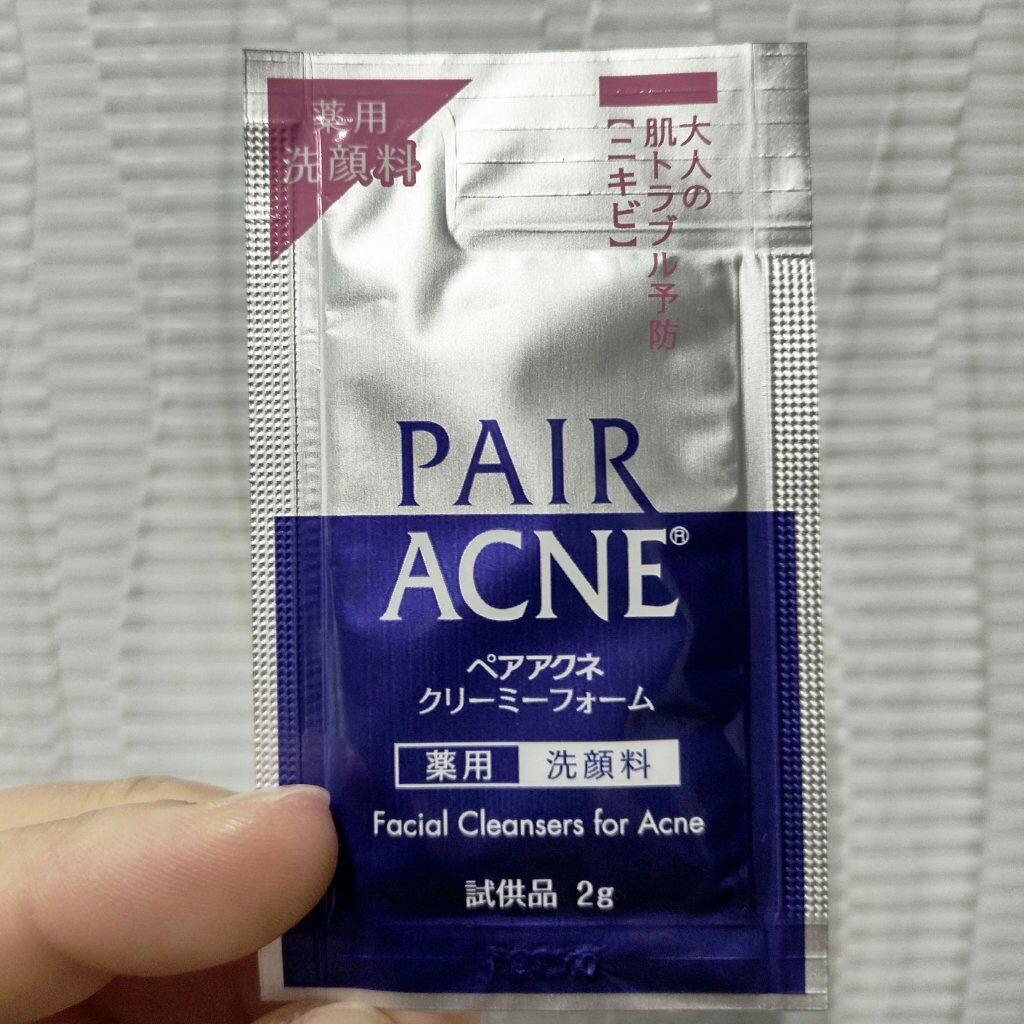 薬用
洗顔料
大人の
肌トラブル予防
【ニキビ】
PAIR
ACNE®
ペアアクネ
クリーミーフォーム
薬用 洗顔料
Facial Cleansers for Acne
試供品 2g